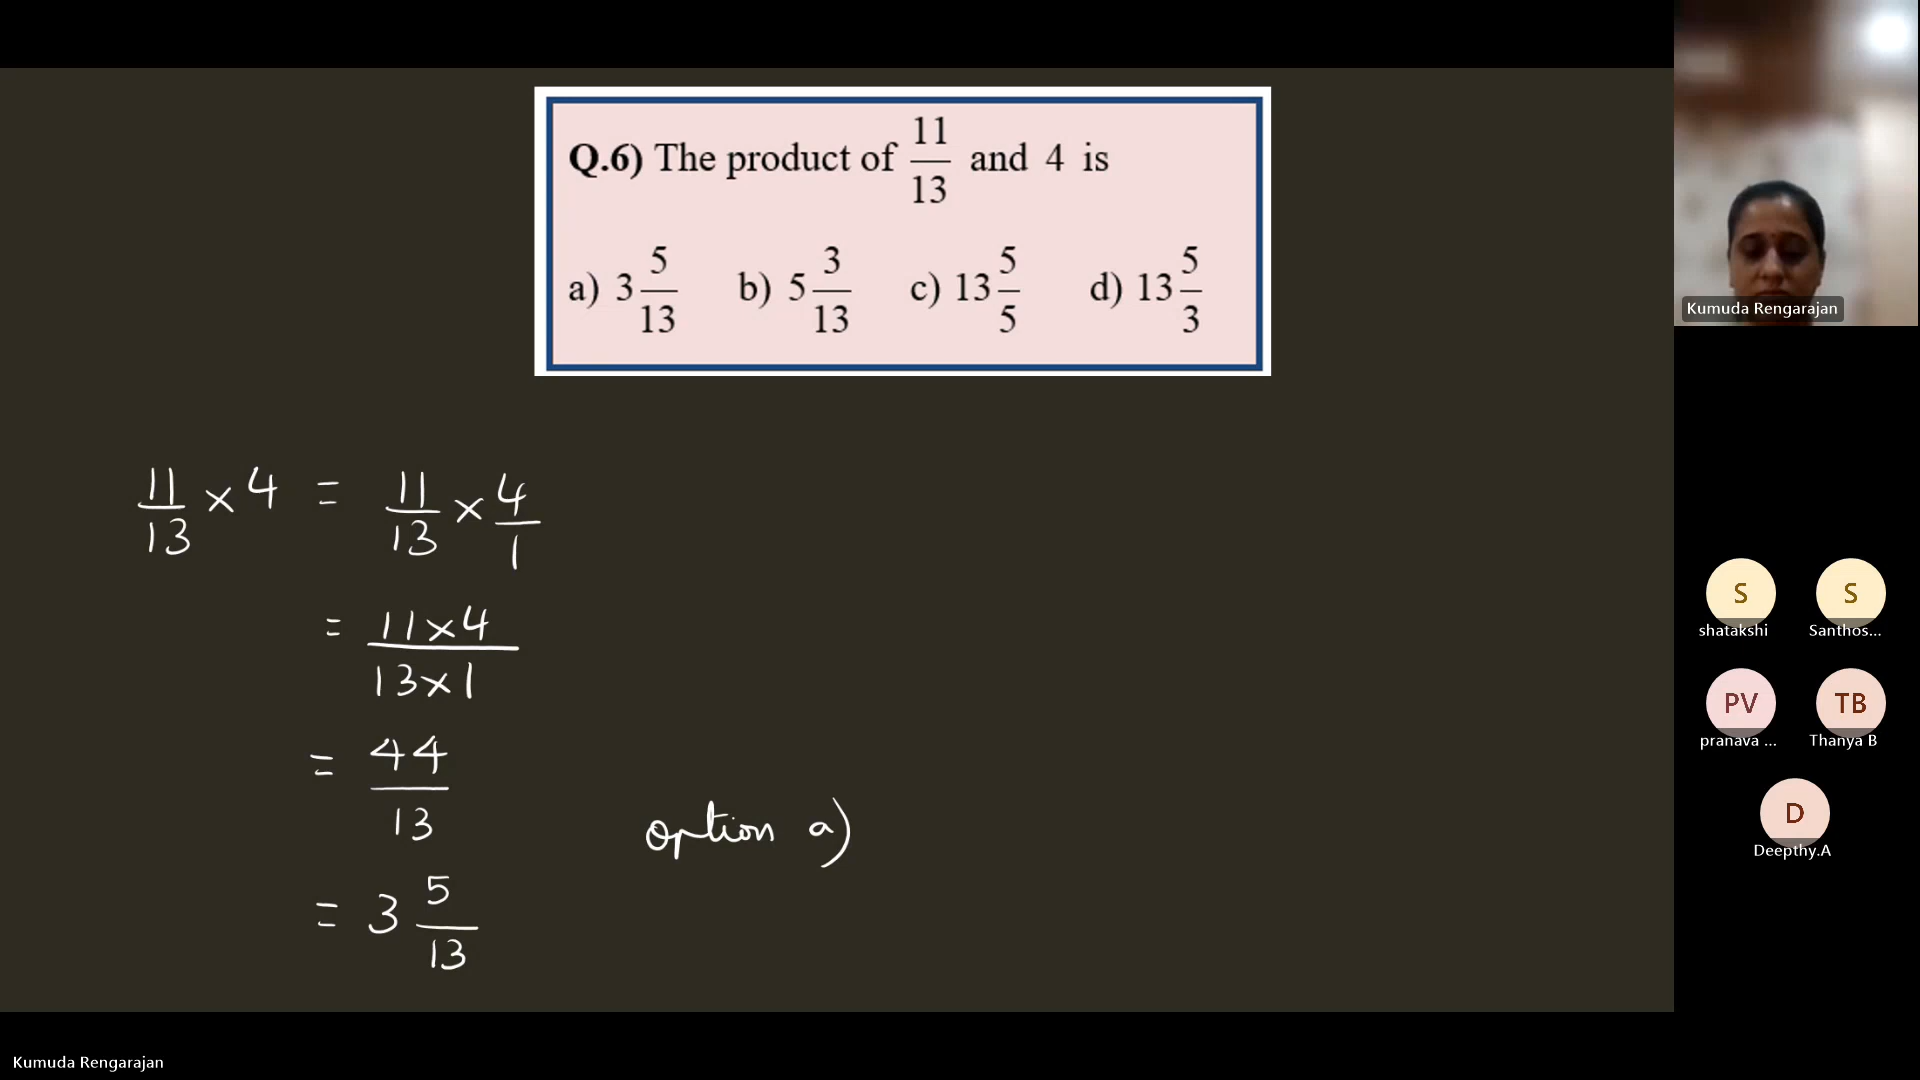 Q.6) The product of 11/13 and 4 is
a) 3 5/13 b) 5 3/13 c) 13 5/5 d) 13 5/3
11/13 × 4 = 11/13 × 4/1
= 11×4/13×1
= 44/13
option a)
= 3 5/13
Kumuda Rengarajan
S S
shatakshi Santhos...
PV TB
pranava ... Thanya B
D
Deepthy.A
Kumuda Rengarajan